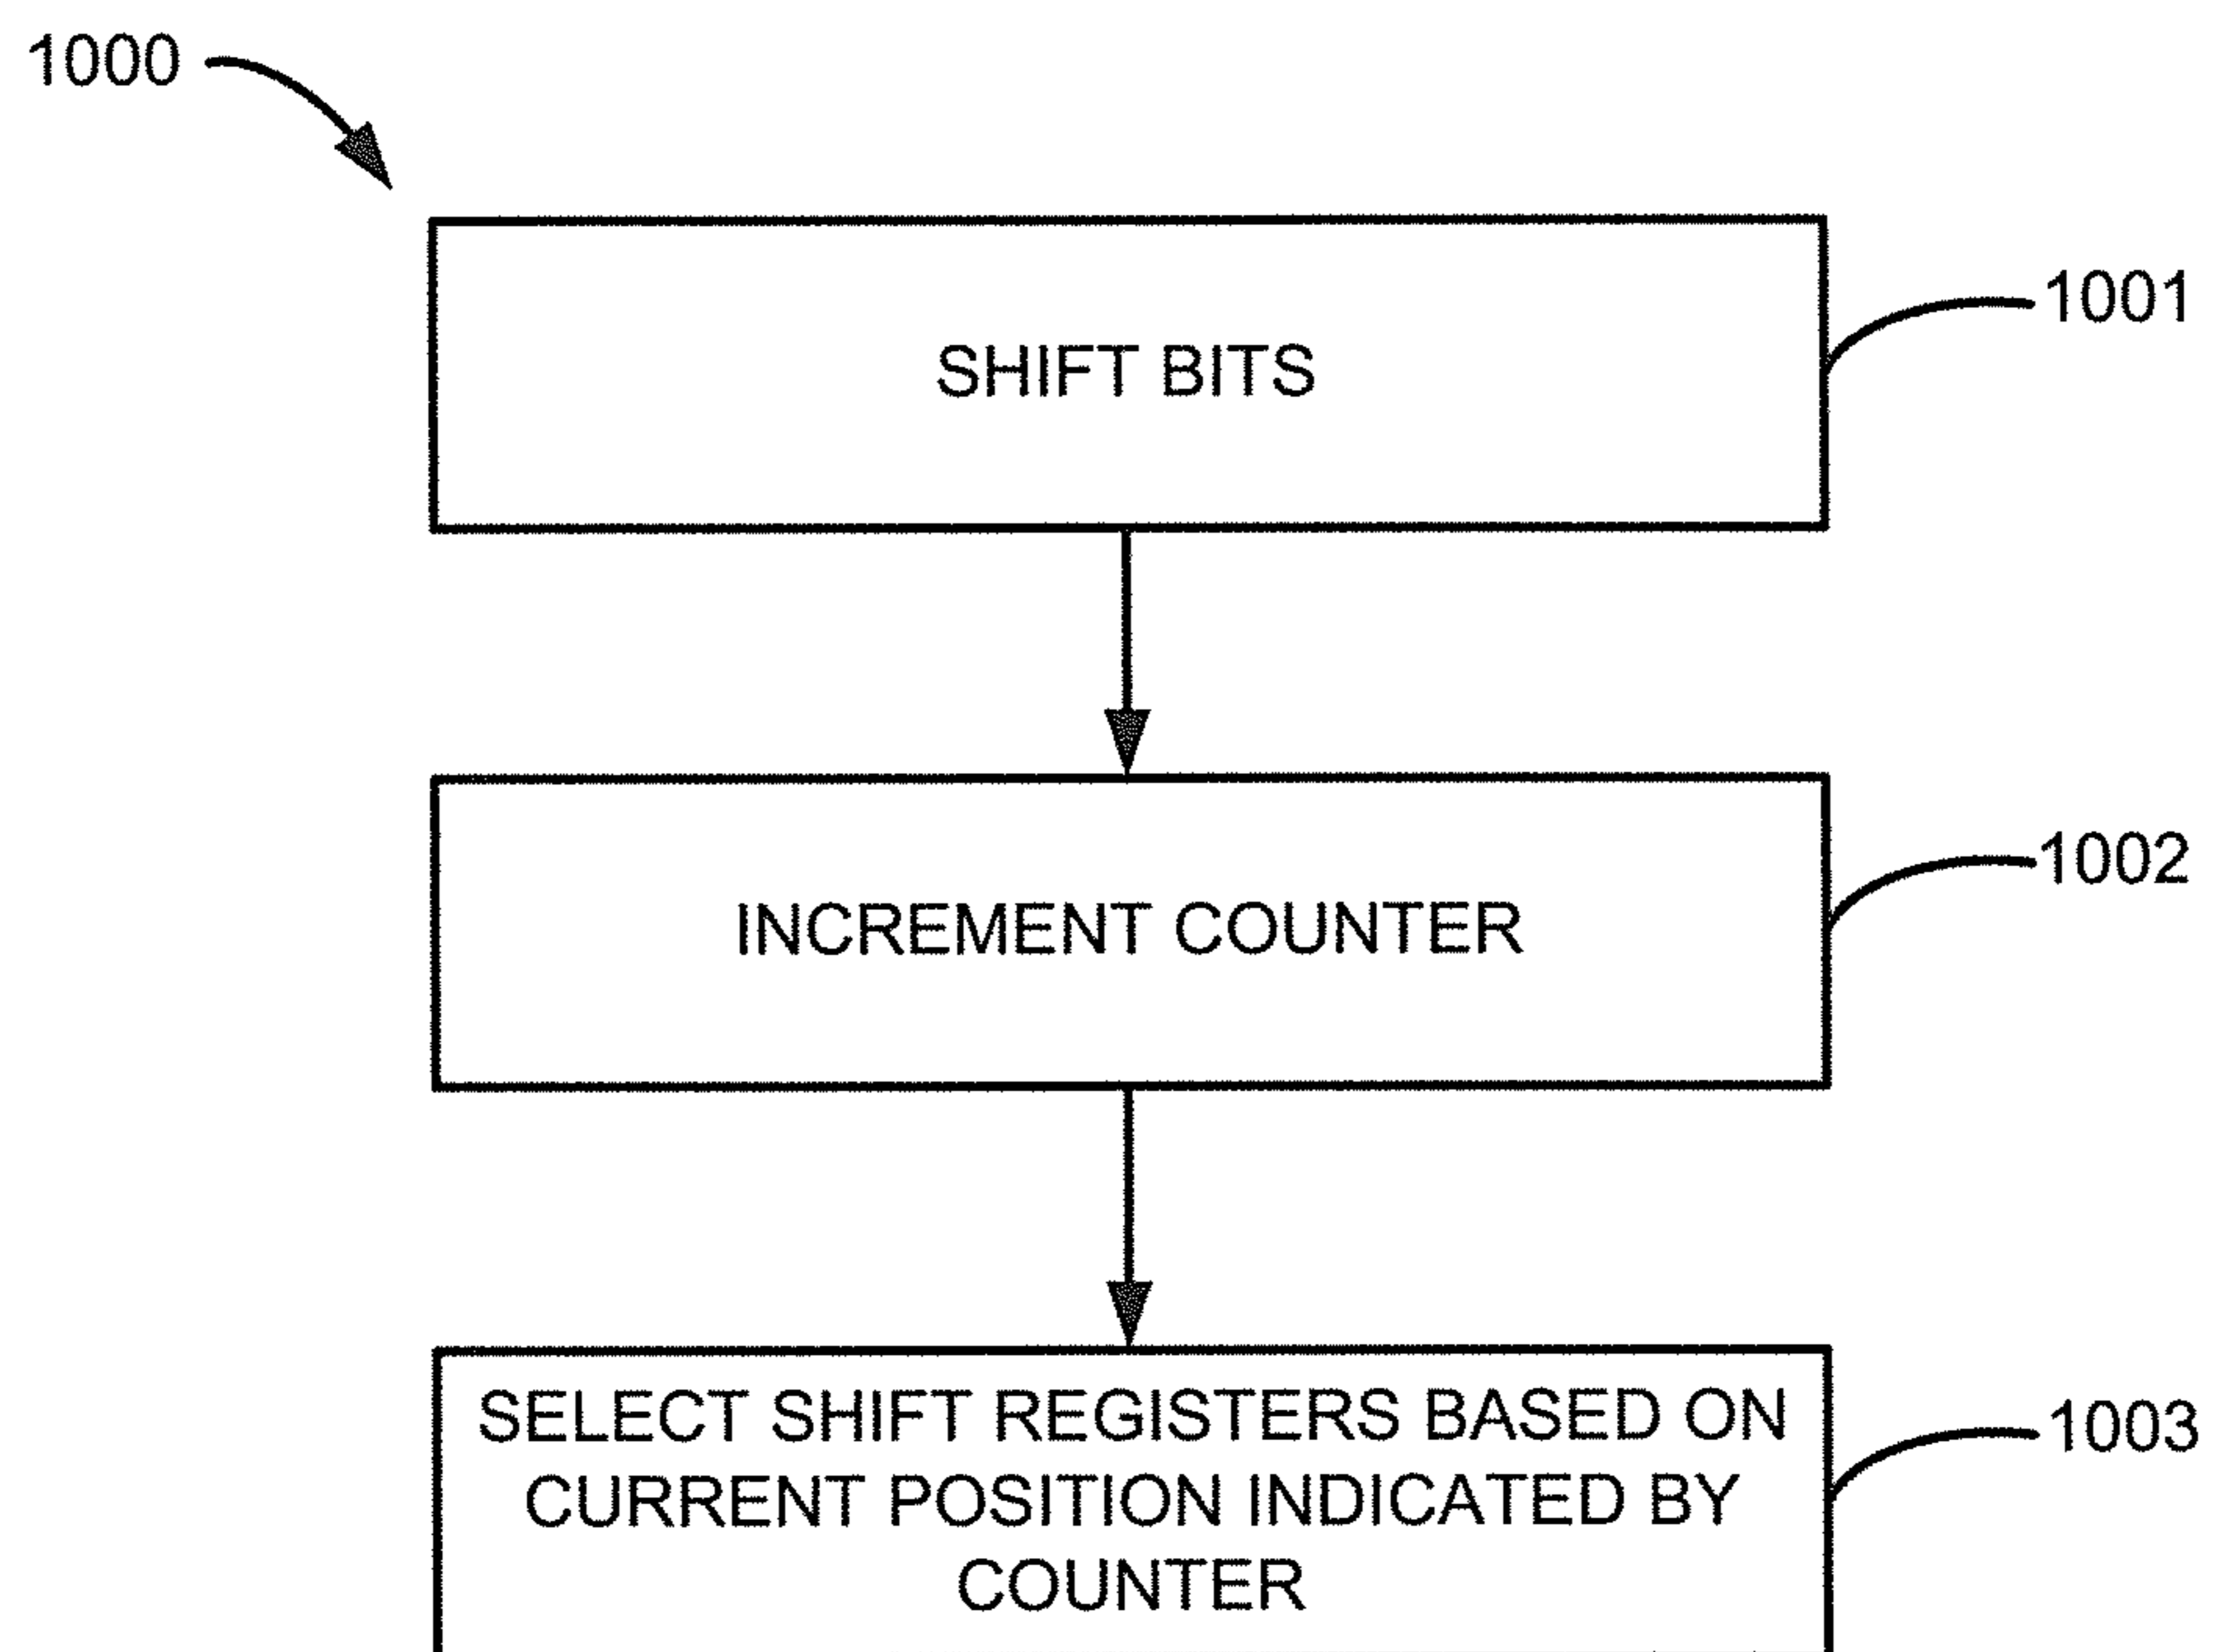 1000
SHIFT BITS
1001
INCREMENT COUNTER
1002
SELECT SHIFT REGISTERS BASED ON
CURRENT POSITION INDICATED BY
COUNTER
1003